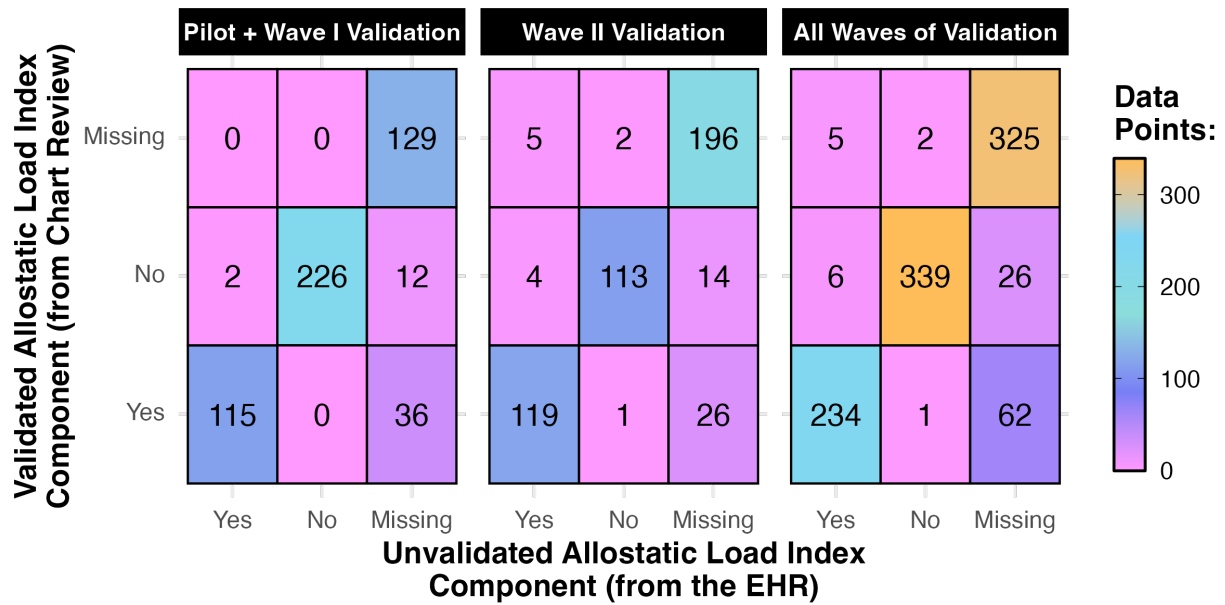 Pilot + Wave I Validation Wave II Validation All Waves of Validation
Validated Allostatic Load Index
Component (from Chart Review)
Missing 0 0 129 5 2 196 5 2 325
No 2 226 12 4 113 14 6 339 26
Yes 115 0 36 119 1 26 234 1 62
Yes No Missing Yes No Missing Yes No Missing
Unvalidated Allostatic Load Index
Component (from the EHR)
Data
Points:
300
200
100
0